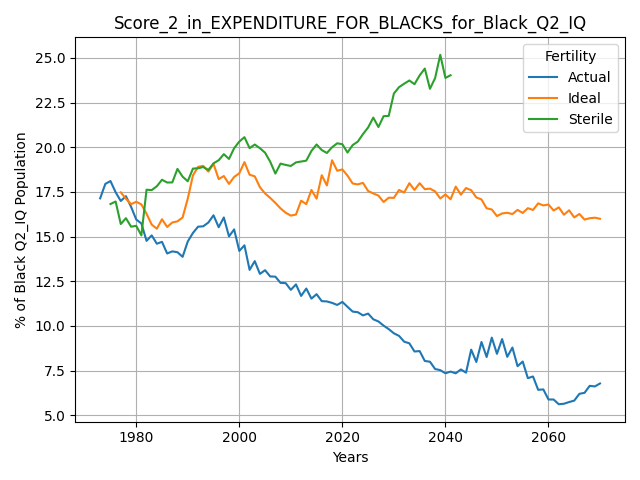 Score_2_in_EXPENDITURE_FOR_BLACKS_for_Black_Q2_IQ
Fertility
Actual
Ideal
Sterile
% of Black Q2_IQ Population
25.0
22.5
20.0
17.5
15.0
12.5
10.0
7.5
5.0
1980
2000
2020
2040
2060
Years